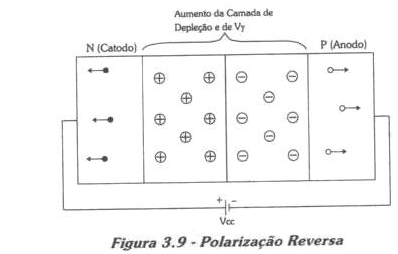 Aumento da Camada de
Depleção e de Vγ
N (Catodo)
P (Anodo)
+ −
Vcc
Figura 3.9 - Polarização Reversa